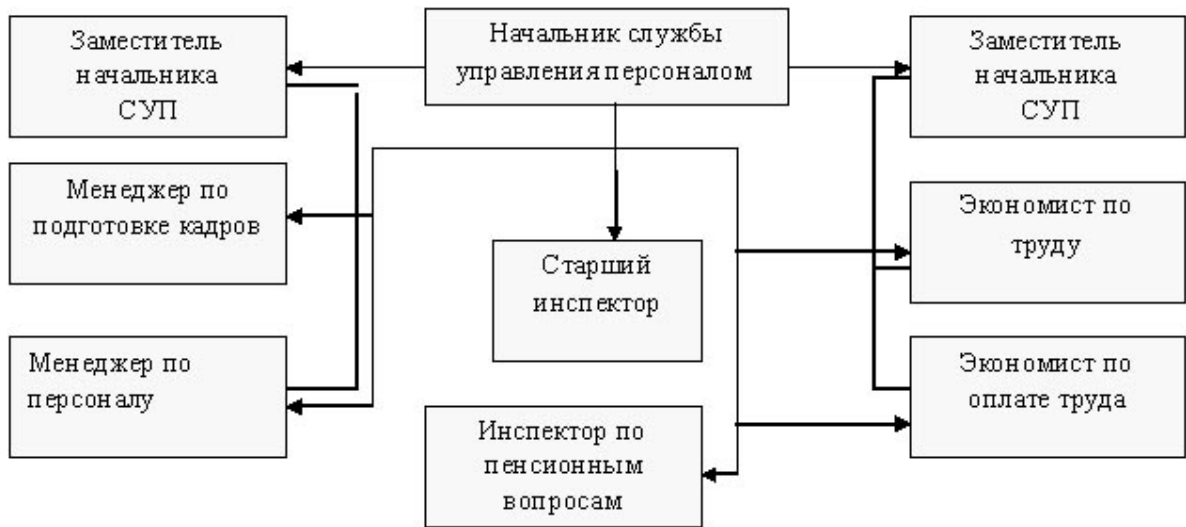 Заместитель
начальника
СУП
Начальник службы
управления персоналом
Заместитель
начальника
СУП
Менеджер по
подготовке кадров
Экономист по
труду
Старший
инспектор
Менеджер по
персоналу
Экономист по
оплате труда
Инспектор по
пенсионным
вопросам